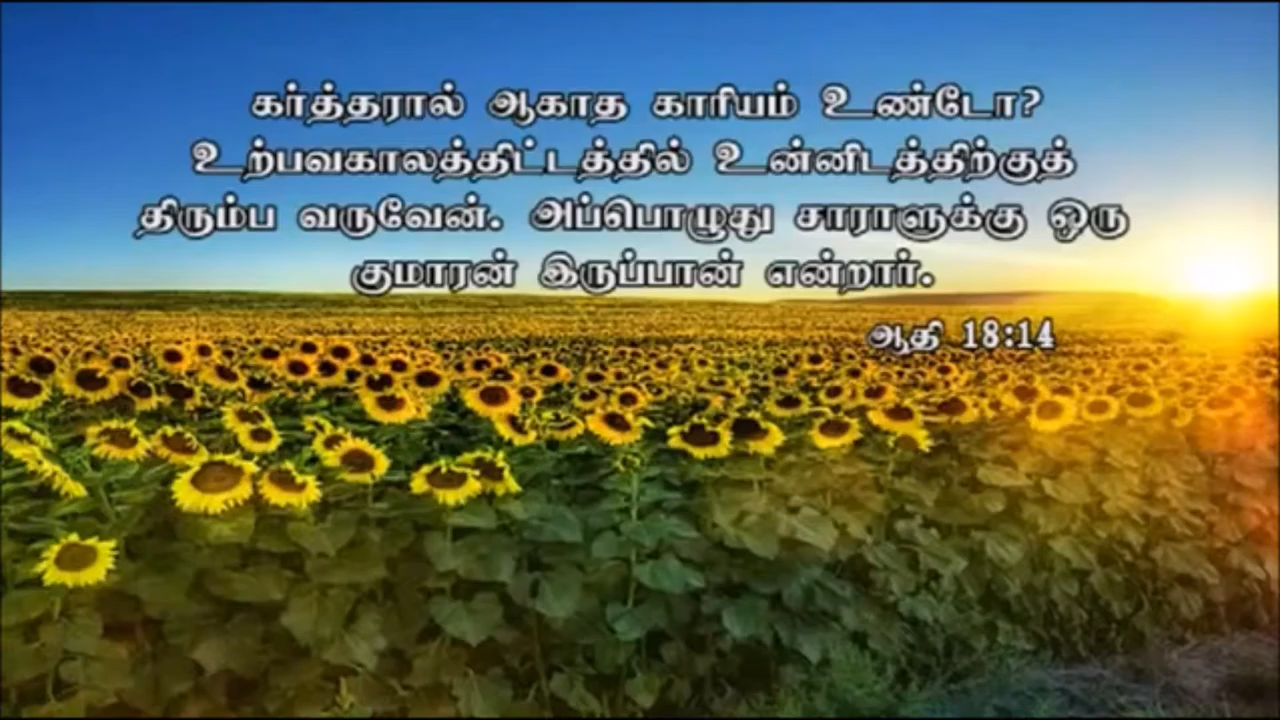 கர்த்தரால் ஆகாத காரியம் உண்டோ?
உற்பவகாலத்திட்டத்தில் உன்னிடத்திற்குத்
திரும்ப வருவேன். அப்பொழுது சாராளுக்கு ஒரு
குமாரன் இருப்பான் என்றார்.
ஆதி 18:14